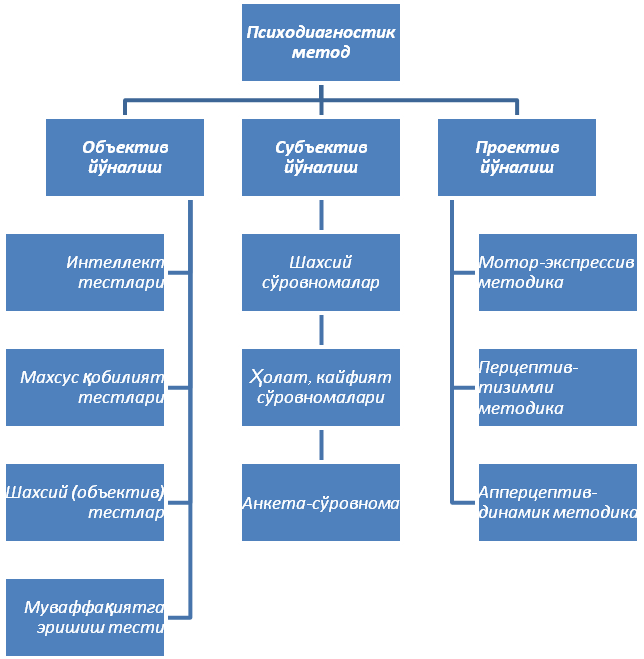 Психодиагностик
метод
Объектив
йўналиш
Субъектив
йўналиш
Проектив
йўналиш
Интеллект
тестлари
Шахсий
сўровномалар
Мотор-экспрессив
методика
Махсус қобилият
тестлари
Ҳолат, кайфият
сўровномалари
Перцептив-
тизимли
методика
Шахсий (объектив)
тестлар
Анкета-сўровнома
Апперцептив-
динамик методика
Муваффақиятга
эришиш тести